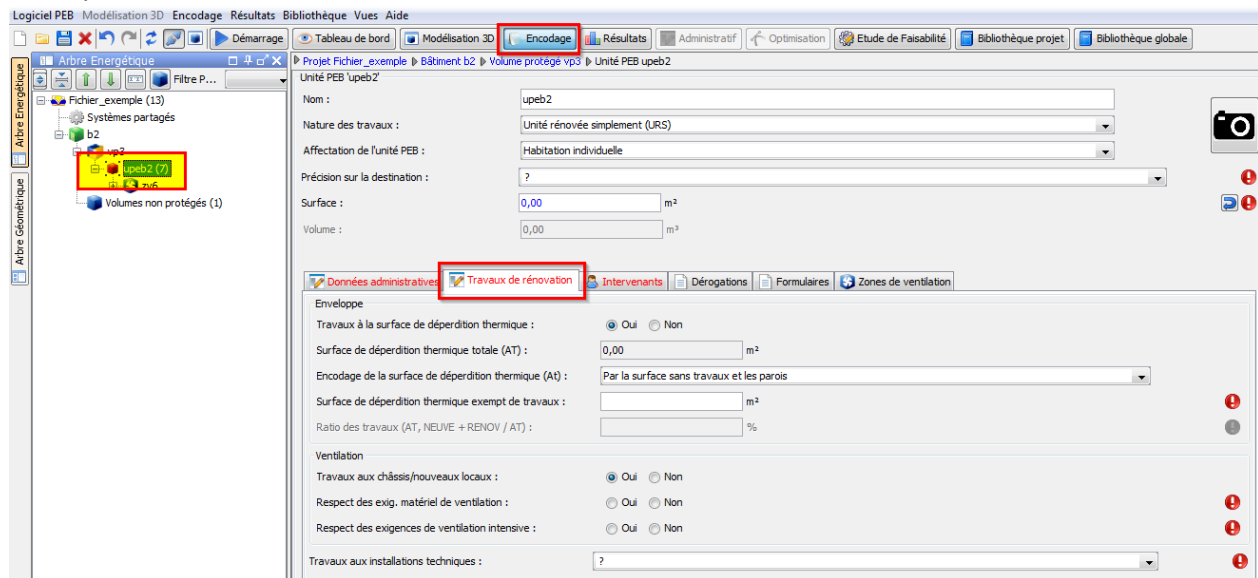 Logiciel PEB Modélisation 3D Encodage Résultats Bibliothèque Vues Aide
Démarrage Tableau de bord Modélisation 3D Encodage Résultats Administratif Optimisation Etude de Faisabilité Bibliothèque projet Bibliothèque globale
Arbre Energétique
Arbre Géométrique
Arbre Energétique
Filtre P...
Fichier_exemple (13)
Systèmes partagés
b2
vp3
upeb2 (7)
zv6
Volumes non protégés (1)
Projet Fichier_exemple Bâtiment b2 Volume protégé vp3 Unité PEB upeb2
Unité PEB 'upeb2'
Nom : upeb2
Nature des travaux : Unité rénovée simplement (URS)
Affectation de l'unité PEB : Habitation individuelle
Précision sur la destination : ?
Surface : 0,00 m²
Volume : 0,00 m³
Données administratives Travaux de rénovation Intervenants Dérogations Formulaires Zones de ventilation
Enveloppe
Travaux à la surface de déperdition thermique : Oui Non
Surface de déperdition thermique totale (AT) : 0,00 m²
Encodage de la surface de déperdition thermique (At) : Par la surface sans travaux et les parois
Surface de déperdition thermique exempt de travaux : m²
Ratio des travaux (AT, NEUVE + RENOV / AT) : %
Ventilation
Travaux aux châssis/nouveaux locaux : Oui Non
Respect des exig. matériel de ventilation : Oui Non
Respect des exigences de ventilation intensive : Oui Non
Travaux aux installations techniques : ?